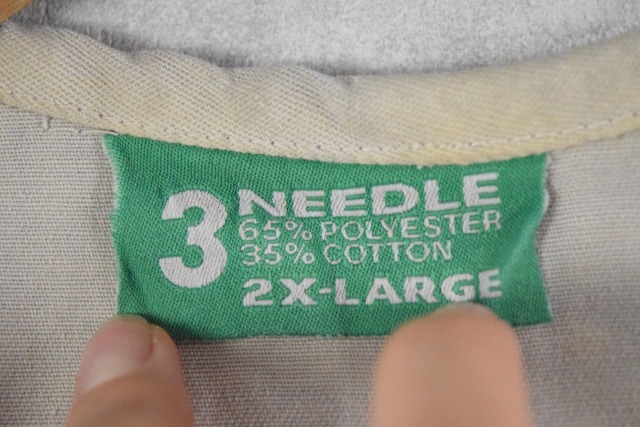 3 NEEDLE
65% POLYESTER
35% COTTON
2X-LARGE